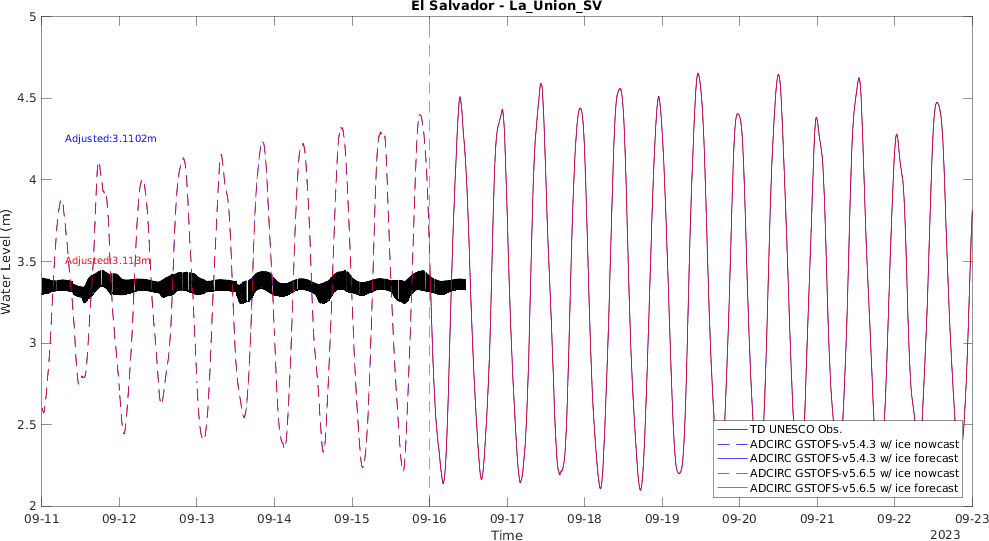 El Salvador - La_Union_SV
5
4.5
4
3.5
3
2.5
2
Water Level (m)
Adjusted:3.1102m
Adjusted:3.113m
TD UNESCO Obs.
ADCIRC GSTOFS-v5.4.3 w/ ice nowcast
ADCIRC GSTOFS-v5.4.3 w/ ice forecast
ADCIRC GSTOFS-v5.6.5 w/ ice nowcast
ADCIRC GSTOFS-v5.6.5 w/ ice forecast
09-11 09-12 09-13 09-14 09-15 09-16 09-17 09-18 09-19 09-20 09-21 09-22 09-23
Time
2023